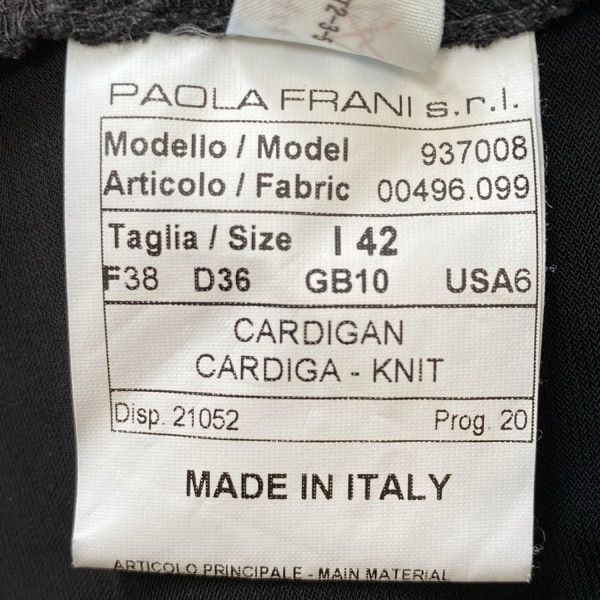 PAOLA FRANI s.r.l.
Modello / Model 937008
Articolo / Fabric 00496.099
Taglia / Size I 42
F38 D36 GB10 USA6
CARDIGAN
CARDIGA - KNIT
Disp. 21052 Prog. 20
MADE IN ITALY
ARTICOLO PRINCIPALE - MAIN MATERIAL